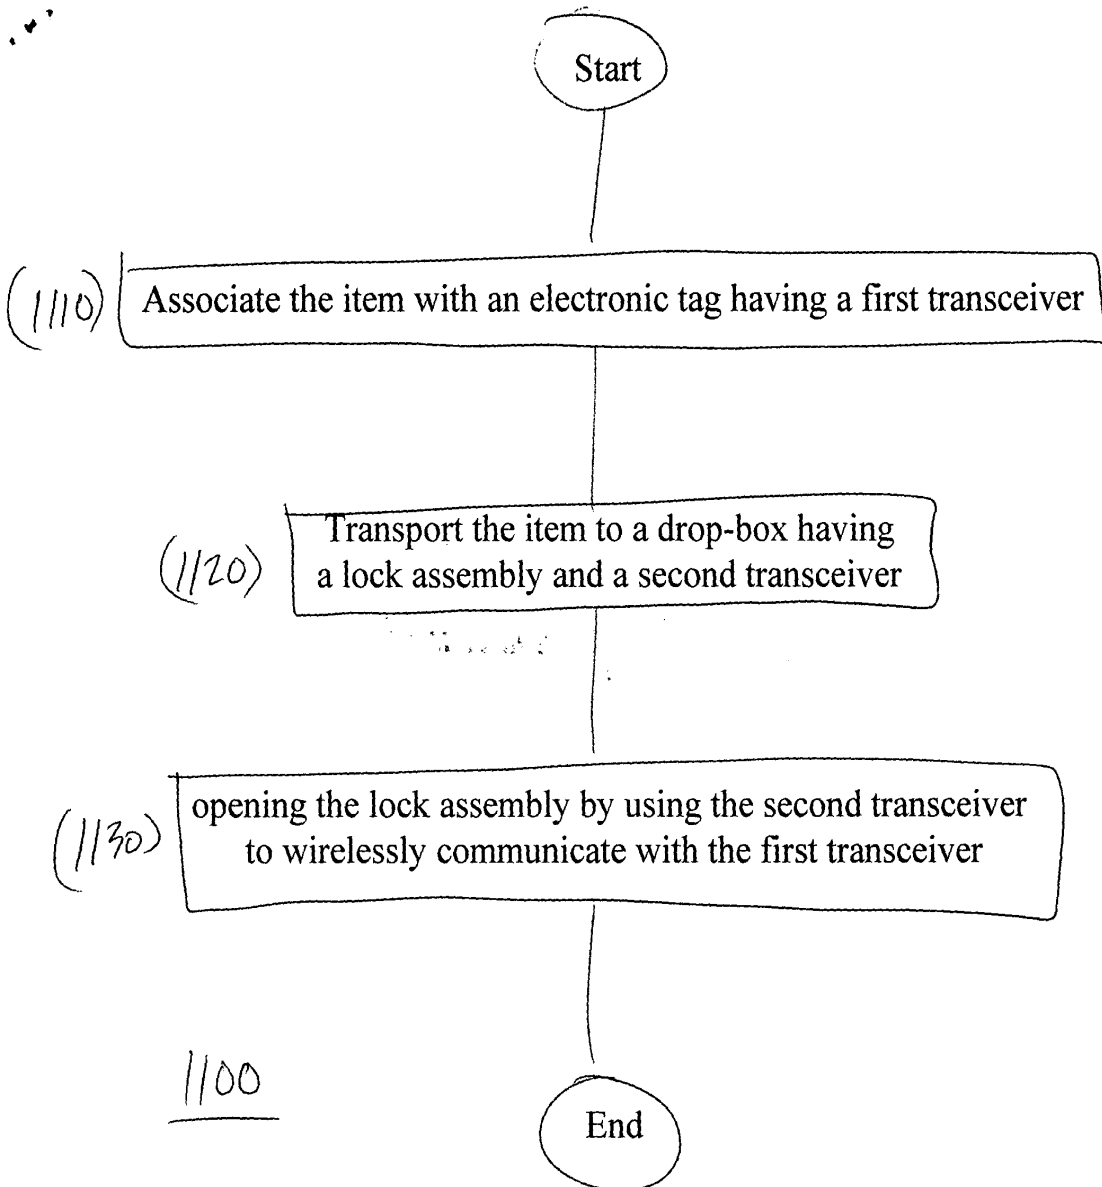 Start
(1110) Associate the item with an electronic tag having a first transceiver
Transport the item to a drop-box having
(1120) a lock assembly and a second transceiver
opening the lock assembly by using the second transceiver
(1130) to wirelessly communicate with the first transceiver
1100
End